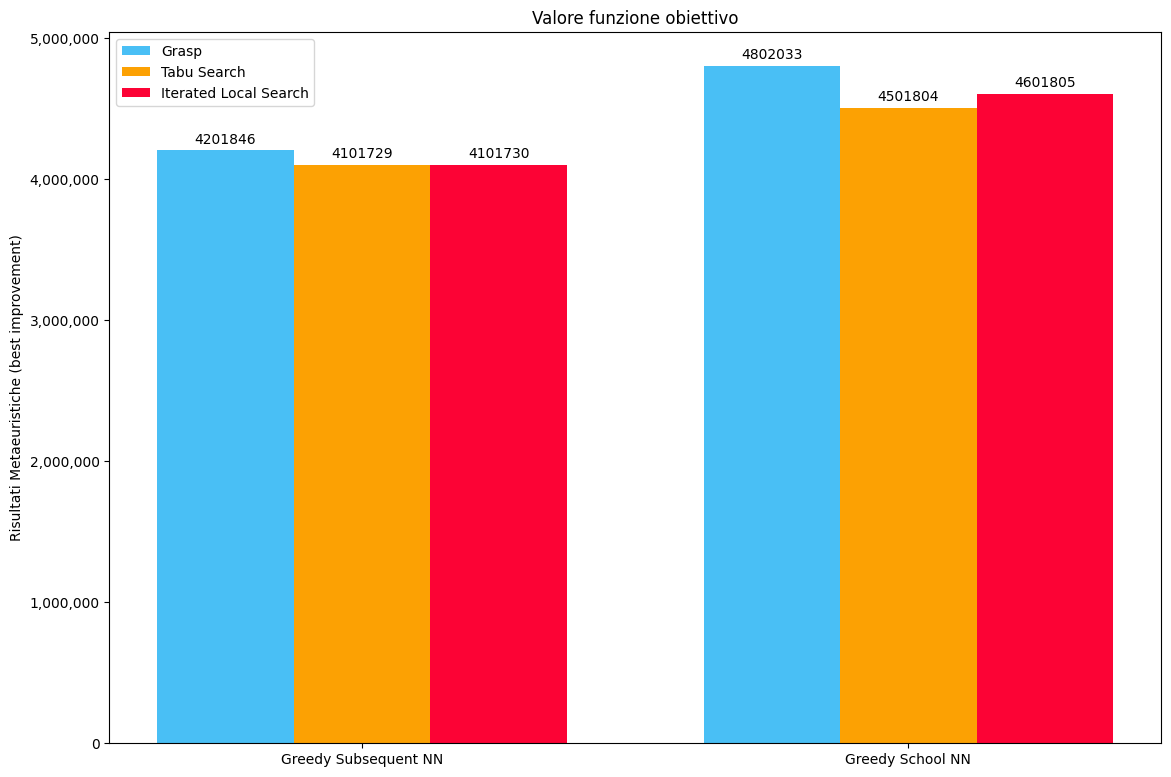 Valore funzione obiettivo
Grasp
Tabu Search
Iterated Local Search
4201846
4101729
4101730
4802033
4501804
4601805
5,000,000
4,000,000
3,000,000
2,000,000
1,000,000
0
Risultati Metaeuristiche (best improvement)
Greedy Subsequent NN
Greedy School NN